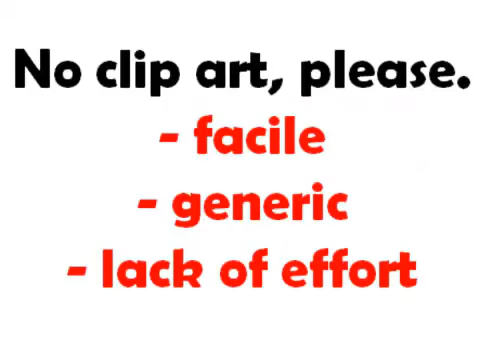 No clip art, please.
- facile
- generic
- lack of effort